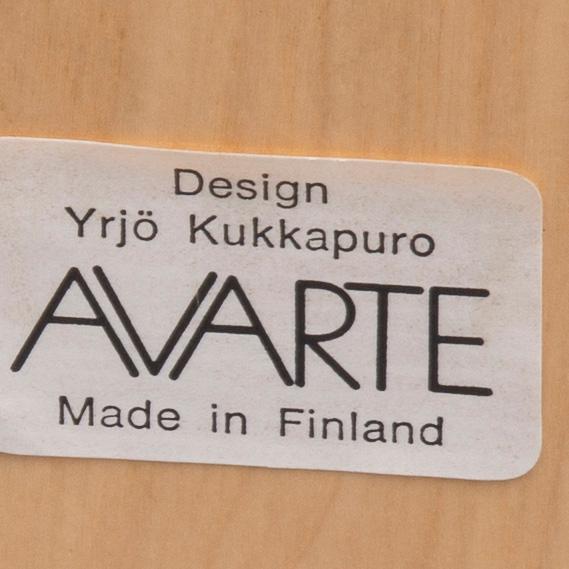 Design
Yrjö Kukkapuro
AVARTE
Made in Finland